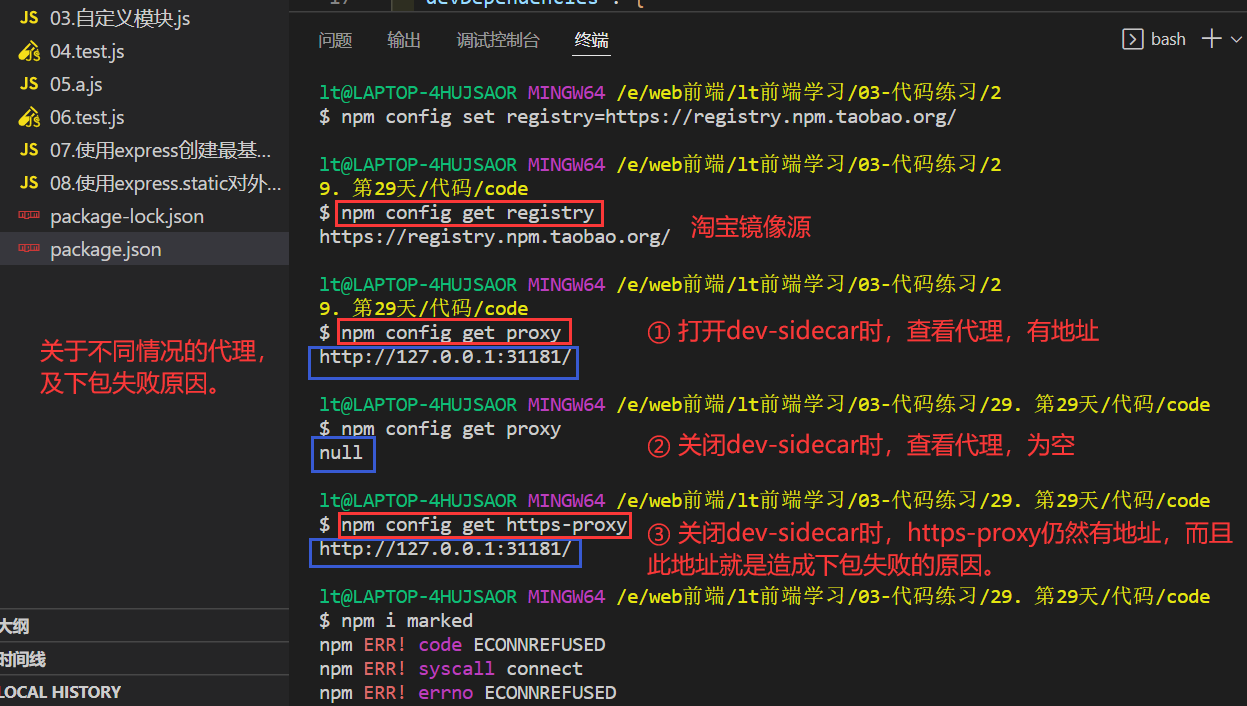 JS 03.自定义模块.js
04.test.js
JS 05.a.js
06.test.js
JS 07.使用express创建最基...
JS 08.使用express.static对外...
package-lock.json
package.json
关于不同情况的代理，
及下包失败原因。
大纲
时间线
LOCAL HISTORY
17 "devDependencies": {
问题 输出 调试控制台 终端
bash
lt@LAPTOP-4HUJSAOR MINGW64 /e/web前端/lt前端学习/03-代码练习/2
$ npm config set registry=https://registry.npm.taobao.org/
lt@LAPTOP-4HUJSAOR MINGW64 /e/web前端/lt前端学习/03-代码练习/2
9. 第29天/代码/code
$ npm config get registry
淘宝镜像源
https://registry.npm.taobao.org/
lt@LAPTOP-4HUJSAOR MINGW64 /e/web前端/lt前端学习/03-代码练习/2
9. 第29天/代码/code
$ npm config get proxy
① 打开dev-sidecar时，查看代理，有地址
http://127.0.0.1:31181/
lt@LAPTOP-4HUJSAOR MINGW64 /e/web前端/lt前端学习/03-代码练习/29. 第29天/代码/code
$ npm config get proxy
② 关闭dev-sidecar时，查看代理，为空
null
lt@LAPTOP-4HUJSAOR MINGW64 /e/web前端/lt前端学习/03-代码练习/29. 第29天/代码/code
$ npm config get https-proxy
③ 关闭dev-sidecar时，https-proxy仍然有地址，而且
此地址就是造成下包失败的原因。
http://127.0.0.1:31181/
lt@LAPTOP-4HUJSAOR MINGW64 /e/web前端/lt前端学习/03-代码练习/29. 第29天/代码/code
$ npm i marked
npm ERR! code ECONNREFUSED
npm ERR! syscall connect
npm ERR! errno ECONNREFUSED